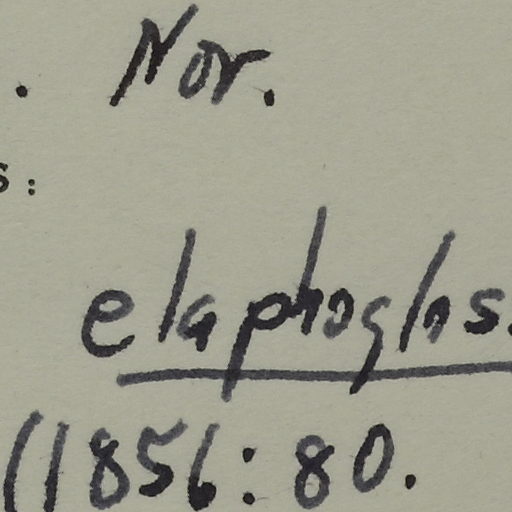 . Nov.
s:
elaphoglos.
(1856:80.